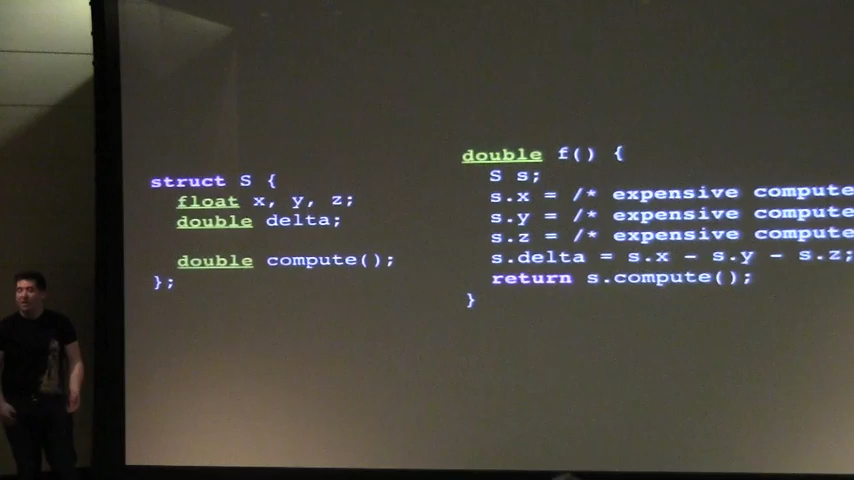 struct S {
float x, y, z;
double delta;
double compute();
};
double f() {
S s;
s.x = /* expensive compute
s.y = /* expensive compute
s.z = /* expensive compute
s.delta = s.x - s.y - s.z;
return s.compute();
}